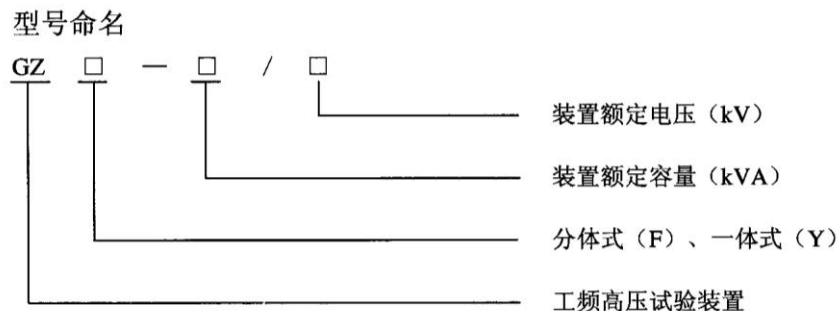 型号命名
GZ □ — □ / □
装置额定电压（kV）
装置额定容量（kVA）
分体式（F）、一体式（Y）
工频高压试验装置